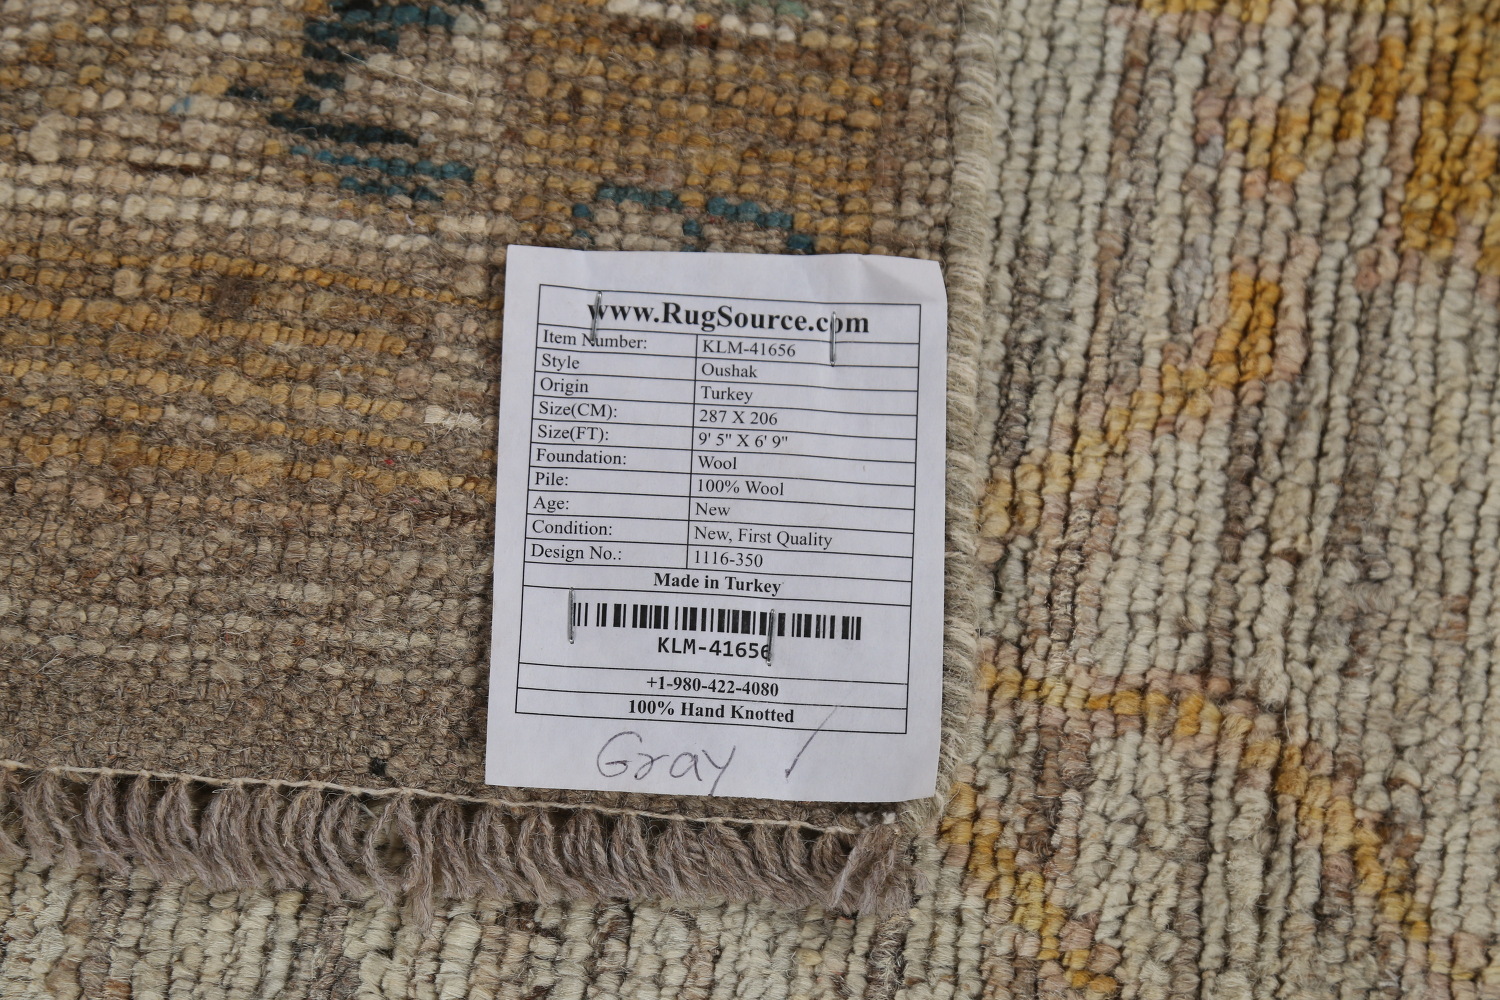 www.RugSource.com
Item Number: KLM-41656
Style Oushak
Origin Turkey
Size(CM): 287 X 206
Size(FT): 9' 5" X 6' 9"
Foundation: Wool
Pile: 100% Wool
Age: New
Condition: New, First Quality
Design No.: 1116-350
Made in Turkey
KLM-41656
+1-980-422-4080
100% Hand Knotted
Gray /